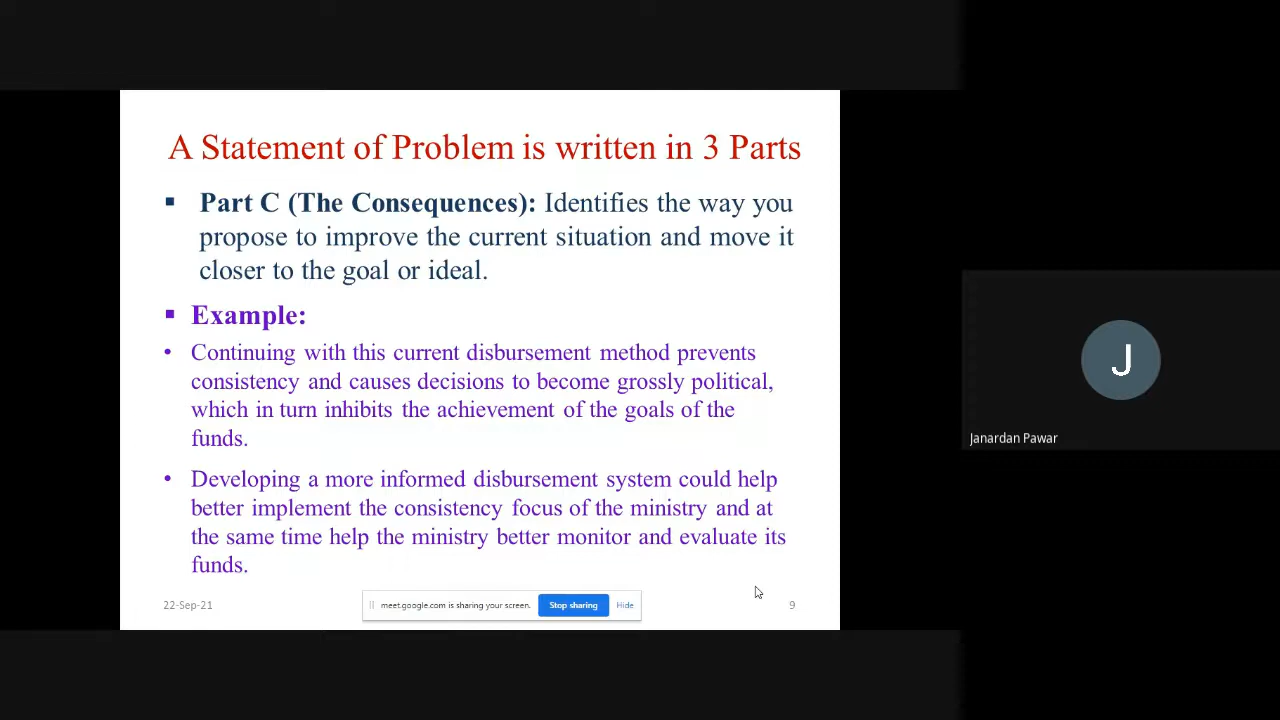 A Statement of Problem is written in 3 Parts
▪ Part C (The Consequences): Identifies the way you
propose to improve the current situation and move it
closer to the goal or ideal.
▪ Example:
• Continuing with this current disbursement method prevents
consistency and causes decisions to become grossly political,
which in turn inhibits the achievement of the goals of the
funds.
• Developing a more informed disbursement system could help
better implement the consistency focus of the ministry and at
the same time help the ministry better monitor and evaluate its
funds.
22-Sep-21
meet.google.com is sharing your screen. Stop sharing Hide
9
J
Janardan Pawar